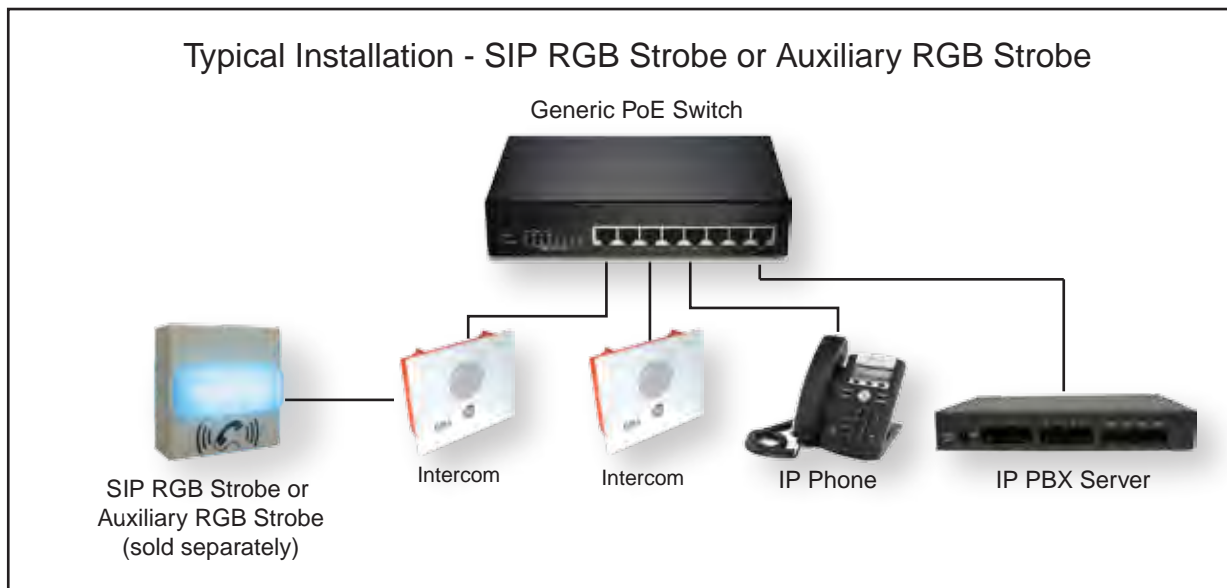 Typical Installation - SIP RGB Strobe or Auxiliary RGB Strobe
Generic PoE Switch
Intercom
Intercom
IP Phone
IP PBX Server
SIP RGB Strobe or
Auxiliary RGB Strobe
(sold separately)